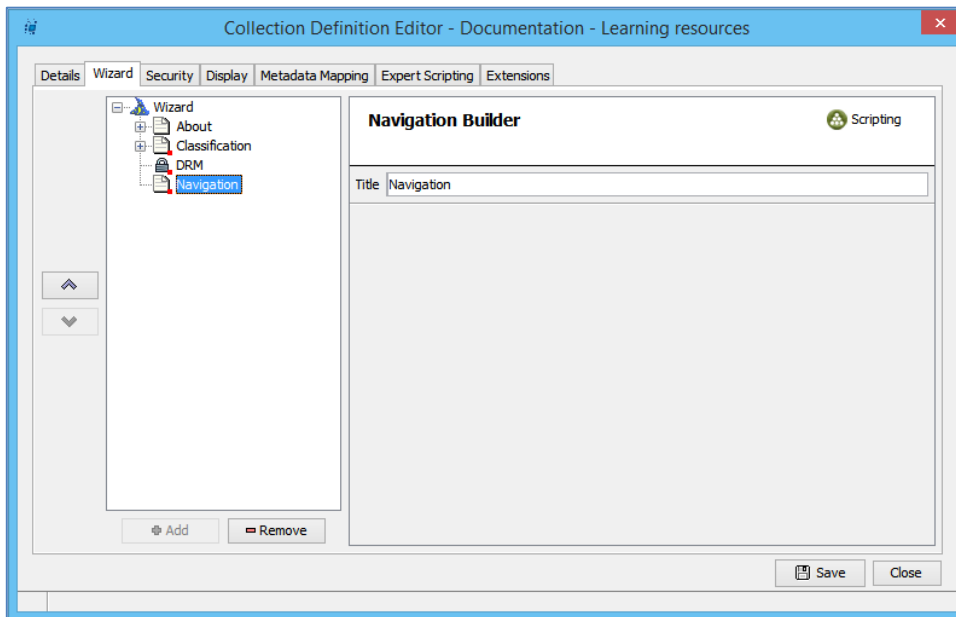 Collection Definition Editor - Documentation - Learning resources
Details Wizard Security Display Metadata Mapping Expert Scripting Extensions
Wizard
About
Classification
DRM
Navigation
Navigation Builder
Scripting
Title Navigation
Add Remove
Save Close